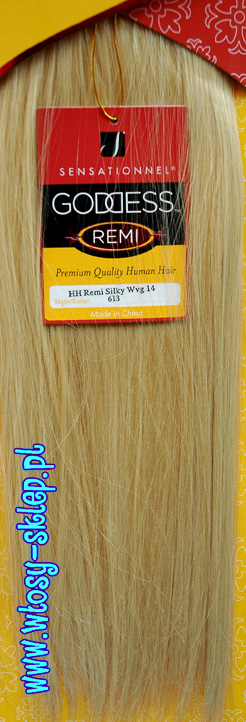 SENSATIONNEL®
GODDESS
REMI
Premium Quality Human Hair
HH Remi Silky Wvg 14
Style/Color: 613
Made in China
www.wlosy-sklep.pl